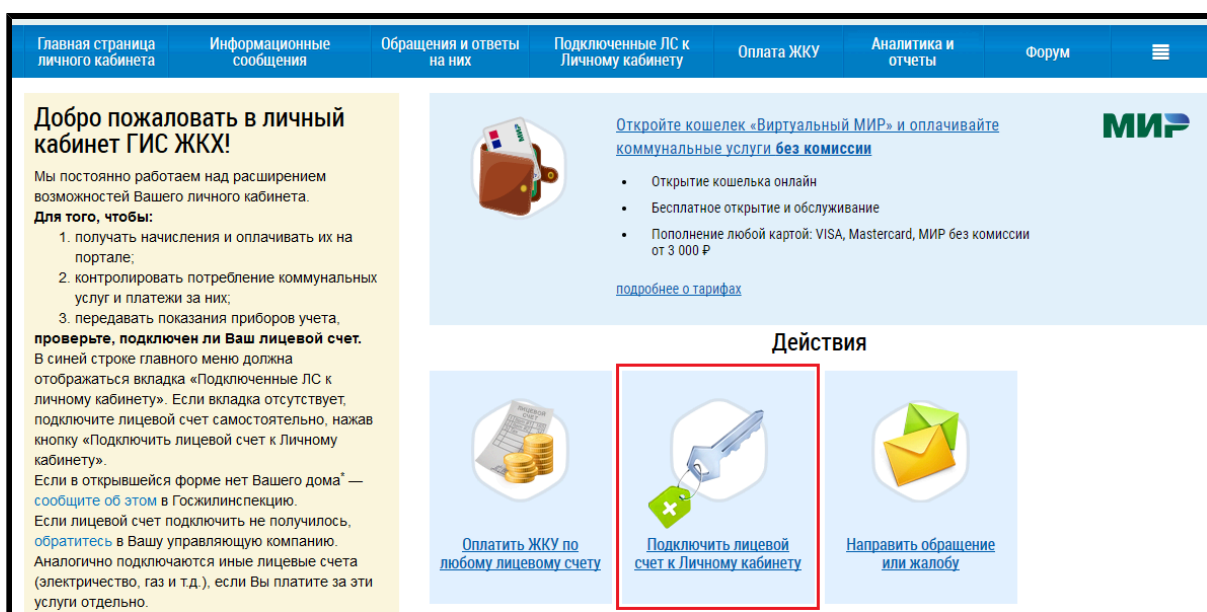 Главная страница
личного кабинета
Информационные
сообщения
Обращения и ответы
на них
Подключенные ЛС к
Личному кабинету
Оплата ЖКУ
Аналитика и
отчеты
Форум
Добро пожаловать в личный
кабинет ГИС ЖКХ!
Мы постоянно работаем над расширением
возможностей Вашего личного кабинета.
Для того, чтобы:
1. получать начисления и оплачивать их на
портале;
2. контролировать потребление коммунальных
услуг и платежи за них;
3. передавать показания приборов учета,
проверьте, подключен ли Ваш лицевой счет.
В синей строке главного меню должна
отображаться вкладка «Подключенные ЛС к
личному кабинету». Если вкладка отсутствует,
подключите лицевой счет самостоятельно, нажав
кнопку «Подключить лицевой счет к Личному
кабинету».
Если в открывшейся форме нет Вашего дома* —
сообщите об этом в Госжилинспекцию.
Если лицевой счет подключить не получилось,
обратитесь в Вашу управляющую компанию.
Аналогично подключаются иные лицевые счета
(электричество, газ и т.д.), если Вы платите за эти
услуги отдельно.
МИР
Откройте кошелек «Виртуальный МИР» и оплачивайте
коммунальные услуги без комиссии
МИР
• Открытие кошелька онлайн
• Бесплатное открытие и обслуживание
• Пополнение любой картой: VISA, Mastercard, МИР без комиссии
от 3 000 ₽
подробнее о тарифах
Действия
ЛИЦЕВОЙ
СЧЕТ
Оплатить ЖКУ по
любому лицевому счету
Подключить лицевой
счет к Личному кабинету
Направить обращение
или жалобу